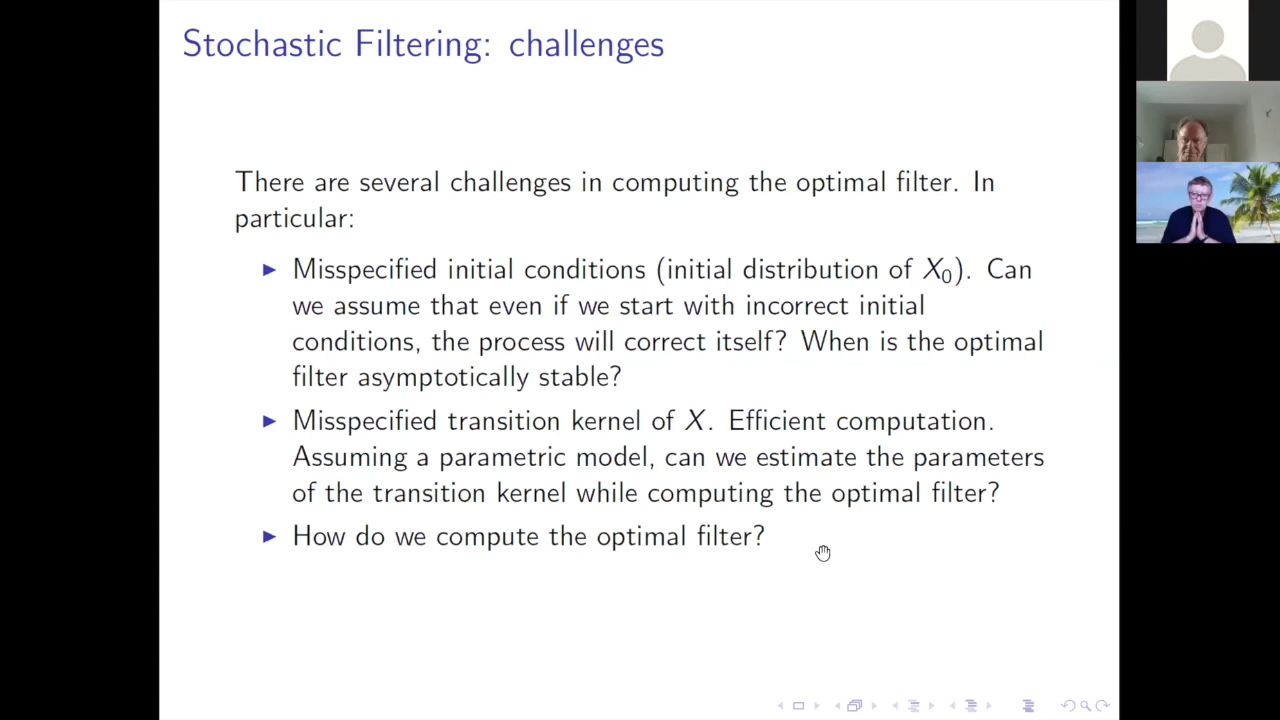 Stochastic Filtering: challenges
There are several challenges in computing the optimal filter. In
particular:
▶ Misspecified initial conditions (initial distribution of X₀). Can
we assume that even if we start with incorrect initial
conditions, the process will correct itself? When is the optimal
filter asymptotically stable?
▶ Misspecified transition kernel of X. Efficient computation.
Assuming a parametric model, can we estimate the parameters
of the transition kernel while computing the optimal filter?
▶ How do we compute the optimal filter?